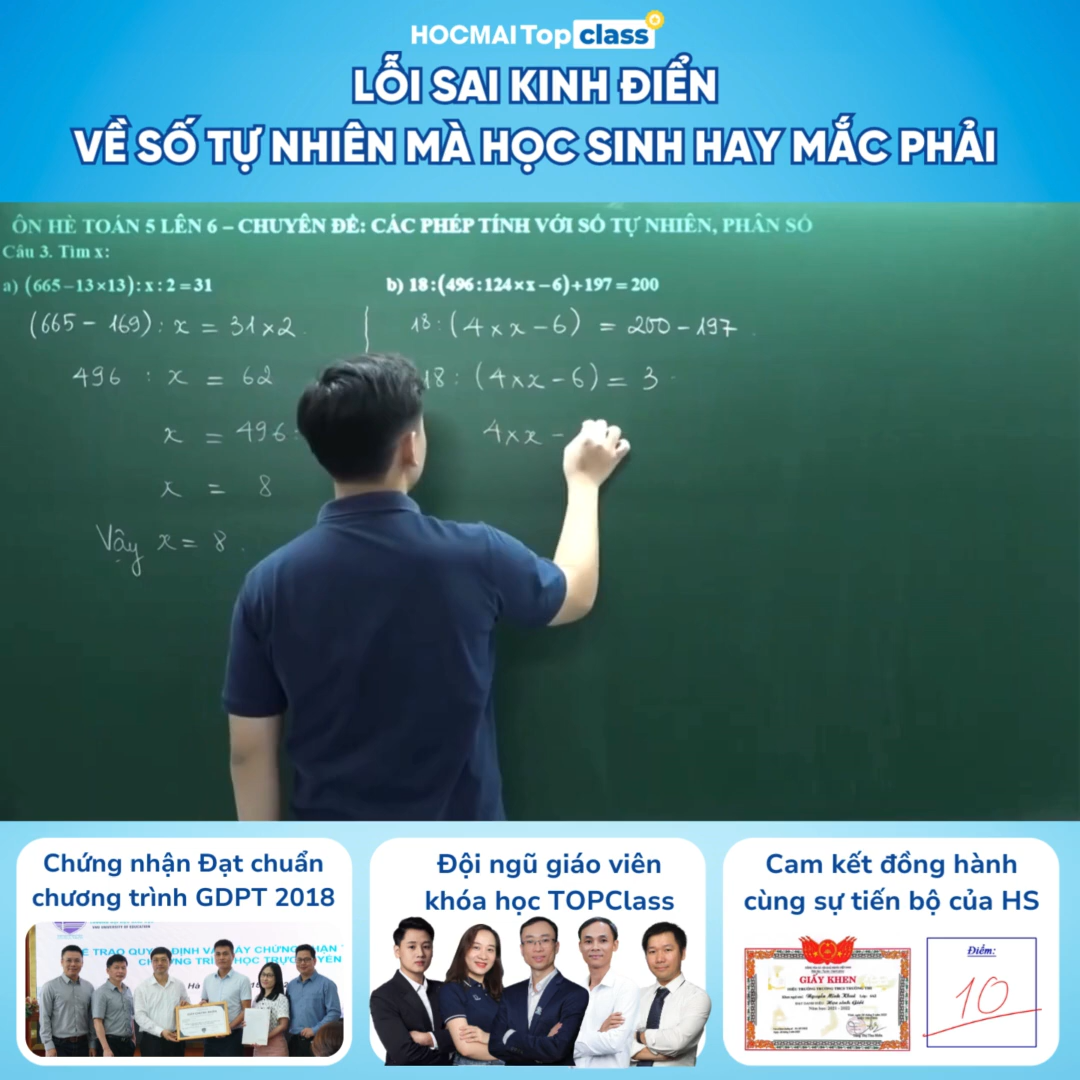 HOCMAI Top class
LỖI SAI KINH ĐIỂN
VỀ SỐ TỰ NHIÊN MÀ HỌC SINH HAY MẮC PHẢI
ÔN HÈ TOÁN 5 LÊN 6 – CHUYÊN ĐỀ: CÁC PHÉP TÍNH VỚI SỐ TỰ NHIÊN, PHÂN SỐ
Câu 3. Tìm x:
a) (665–13×13):x:2=31
b) 18:(496:124×x–6)+197=200
(665 - 169) : x = 31 x 2
496 : x = 62
x = 496:
x = 8
Vậy x = 8.
18 : (4 x x - 6) = 200 - 197
18 : (4 x x - 6) = 3
4 x x -
Chứng nhận Đạt chuẩn
chương trình GDPT 2018
Đội ngũ giáo viên
khóa học TOPClass
Cam kết đồng hành
cùng sự tiến bộ của HS
GIẤY KHEN
Điểm:
10